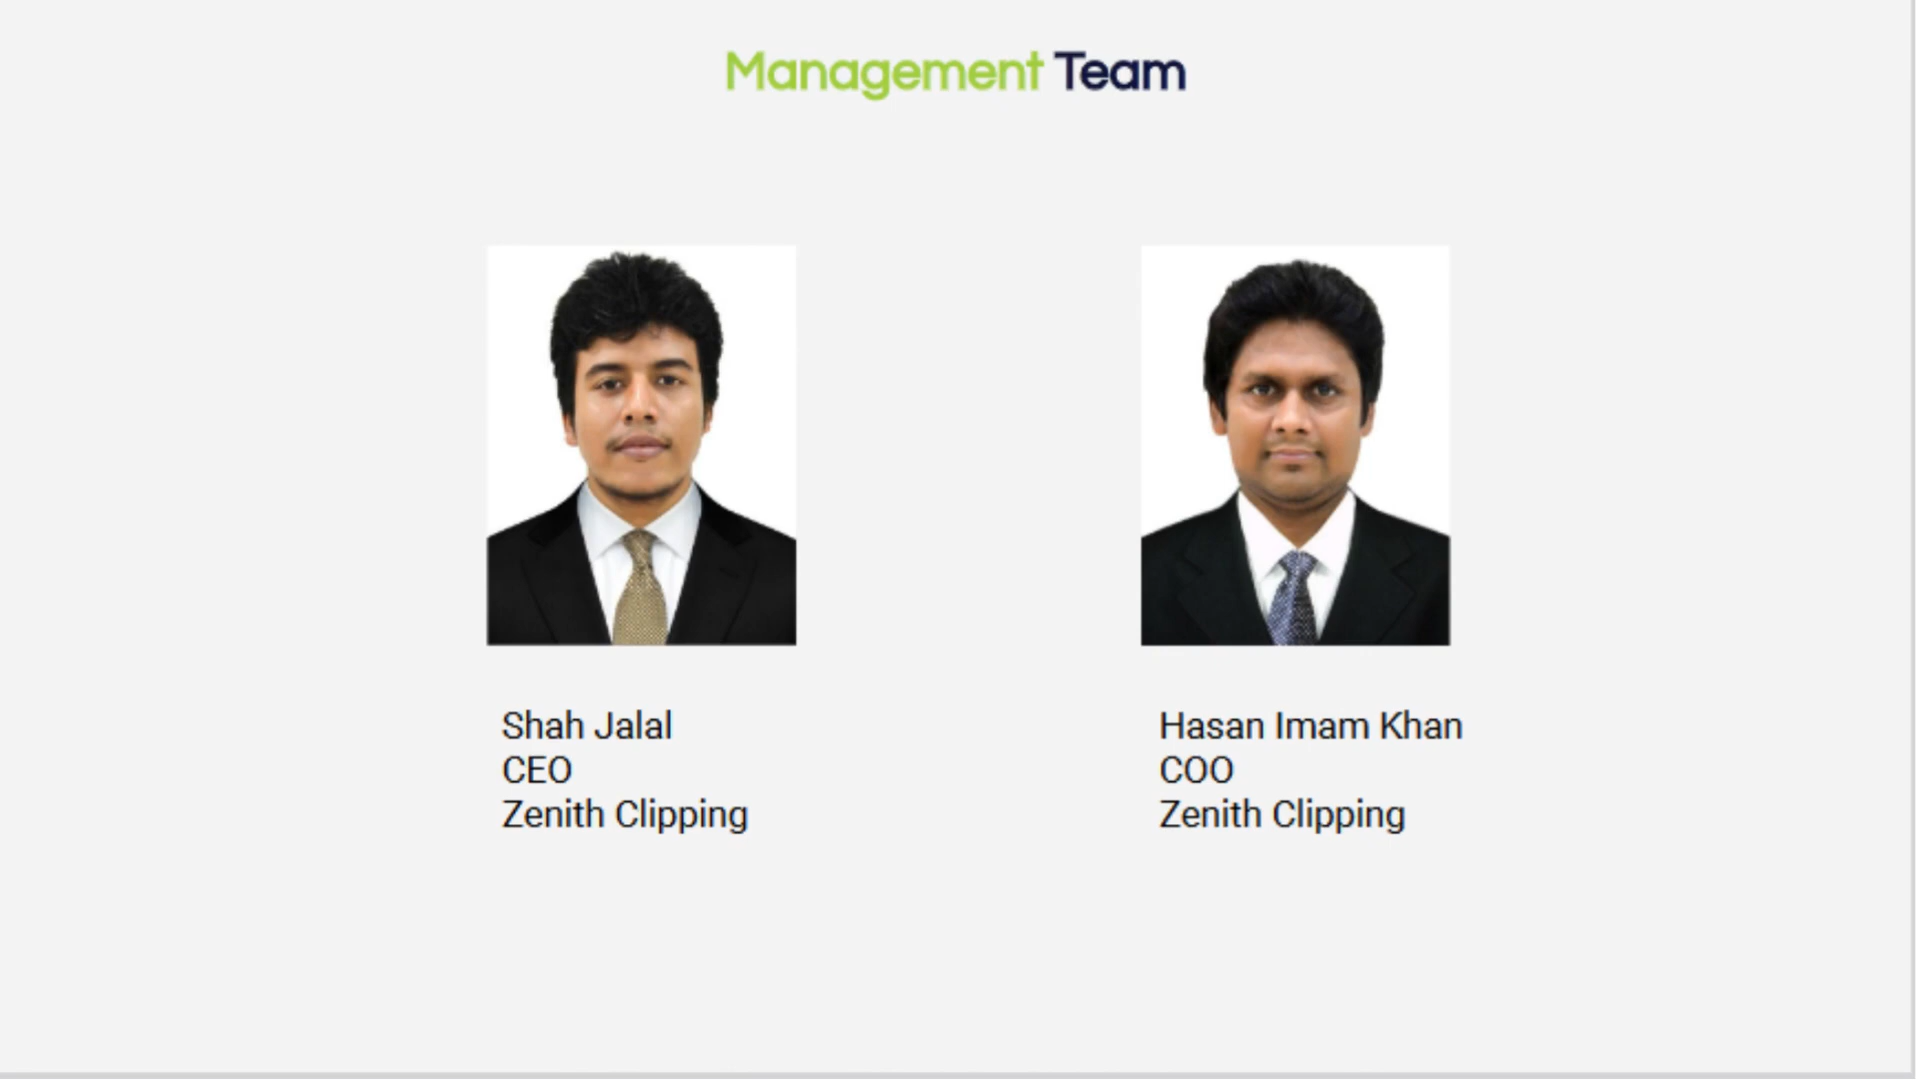 Management Team
Shah Jalal
CEO
Zenith Clipping
Hasan Imam Khan
COO
Zenith Clipping